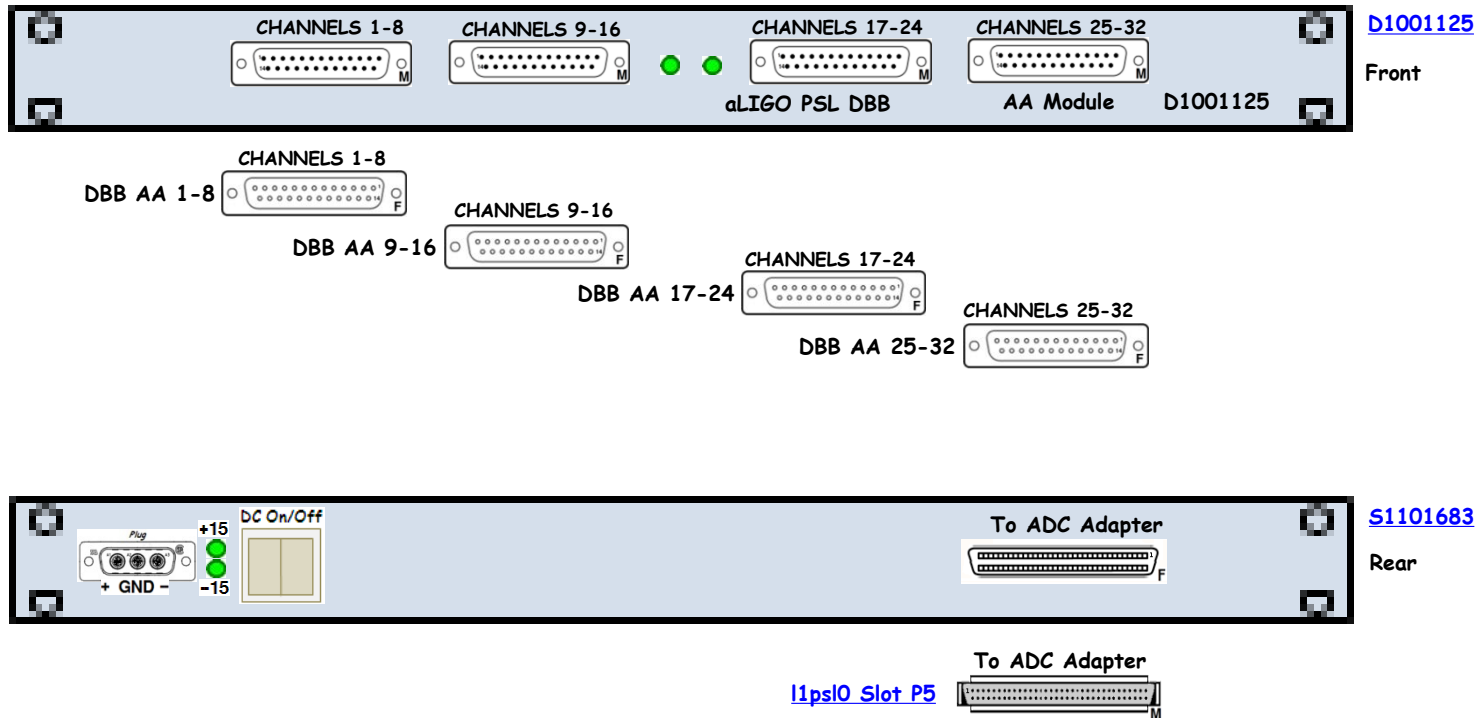 CHANNELS 1-8
CHANNELS 9-16
CHANNELS 17-24
CHANNELS 25-32
D1001125
M
M
M
M
Front
aLIGO PSL DBB
AA Module
D1001125
CHANNELS 1-8
DBB AA 1-8
F
CHANNELS 9-16
DBB AA 9-16
F
CHANNELS 17-24
DBB AA 17-24
F
CHANNELS 25-32
DBB AA 25-32
F
Plug
+15
DC On/Off
To ADC Adapter
S1101683
+ GND -
-15
1
F
Rear
To ADC Adapter
l1psl0 Slot P5
1
M